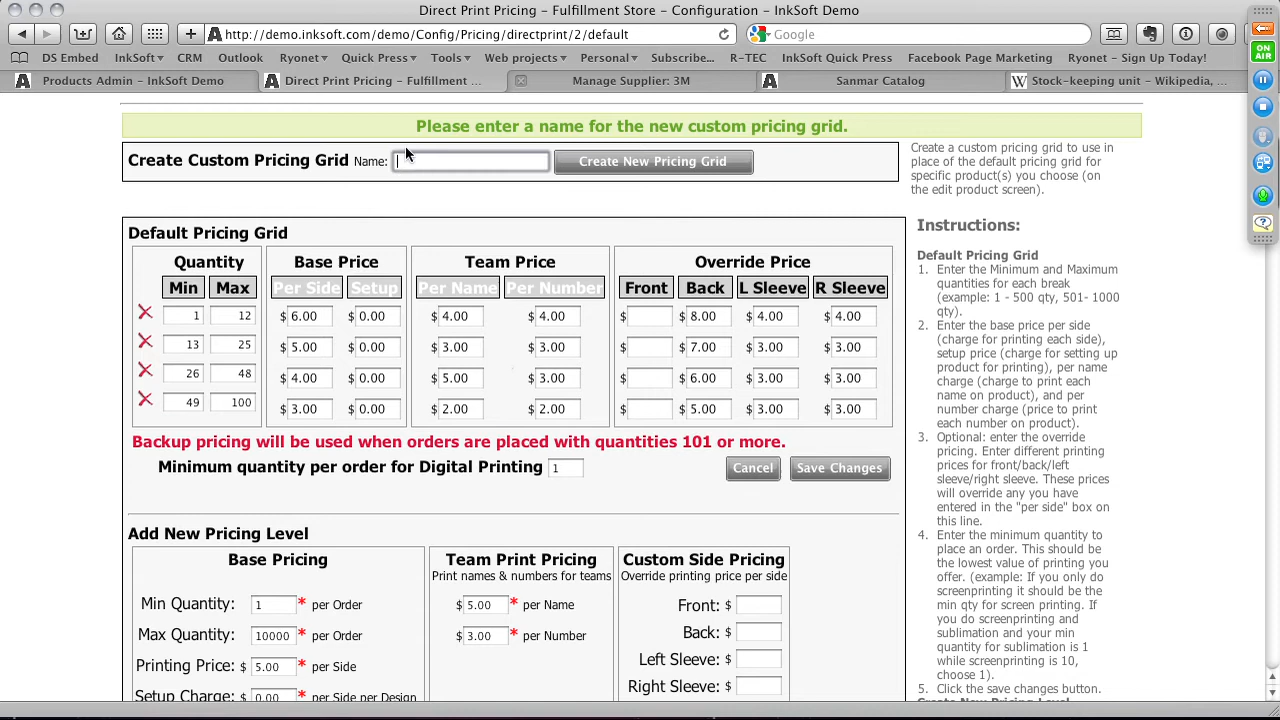 Direct Print Pricing – Fulfillment Store – Configuration – InkSoft Demo
http://demo.inksoft.com/demo/Config/Pricing/directprint/2/default
Google
DS Embed InkSoft CRM Outlook Ryonet Quick Press Tools Web projects Personal Subscribe... R-TEC InkSoft Quick Press Facebook Page Marketing Ryonet – Sign Up Today!
Products Admin – InkSoft Demo Direct Print Pricing – Fulfillment ... Manage Supplier: 3M Sanmar Catalog Stock-keeping unit – Wikipedia, ...
ON AIR
Please enter a name for the new custom pricing grid.
Create Custom Pricing Grid Name: Create New Pricing Grid
Create a custom pricing grid to use in
place of the default pricing grid for
specific product(s) you choose (on
the edit product screen).
Default Pricing Grid
Quantity Base Price Team Price Override Price
Min Max Per Side Setup Per Name Per Number Front Back L Sleeve R Sleeve
1 12 $ 6.00 $ 0.00 $ 4.00 $ 4.00 $ $ 8.00 $ 4.00 $ 4.00
13 25 $ 5.00 $ 0.00 $ 3.00 $ 3.00 $ $ 7.00 $ 3.00 $ 3.00
26 48 $ 4.00 $ 0.00 $ 5.00 $ 3.00 $ $ 6.00 $ 3.00 $ 3.00
49 100 $ 3.00 $ 0.00 $ 2.00 $ 2.00 $ $ 5.00 $ 3.00 $ 3.00
Backup pricing will be used when orders are placed with quantities 101 or more.
Minimum quantity per order for Digital Printing 1 Cancel Save Changes
Add New Pricing Level
Base Pricing
Min Quantity: 1 * per Order
Max Quantity: 10000 * per Order
Printing Price: $ 5.00 * per Side
Setup Charge: $ 0.00 * per Side per Design
Team Print Pricing
Print names & numbers for teams
$ 5.00 * per Name
$ 3.00 * per Number
Custom Side Pricing
Override printing price per side
Front: $
Back: $
Left Sleeve: $
Right Sleeve: $
Instructions:
Default Pricing Grid
1. Enter the Minimum and Maximum
quantities for each break
(example: 1 - 500 qty, 501- 1000
qty).
2. Enter the base price per side
(charge for printing each side),
setup price (charge for setting up
product for printing), per name
charge (charge to print each
name on product), and per
number charge (price to print
each number on product).
3. Optional: enter the override
pricing. Enter different printing
prices for front/back/left
sleeve/right sleeve. These prices
will override any you have
entered in the "per side" box on
this line.
4. Enter the minimum quantity to
place an order. This should be
the lowest value of printing you
offer. (example: If you only do
screenprinting it should be the
min qty for screen printing. If
you do screenprinting and
sublimation and your min
quantity for sublimation is 1
while screenprinting is 10,
choose 1).
5. Click the save changes button.
Create New Pricing Level